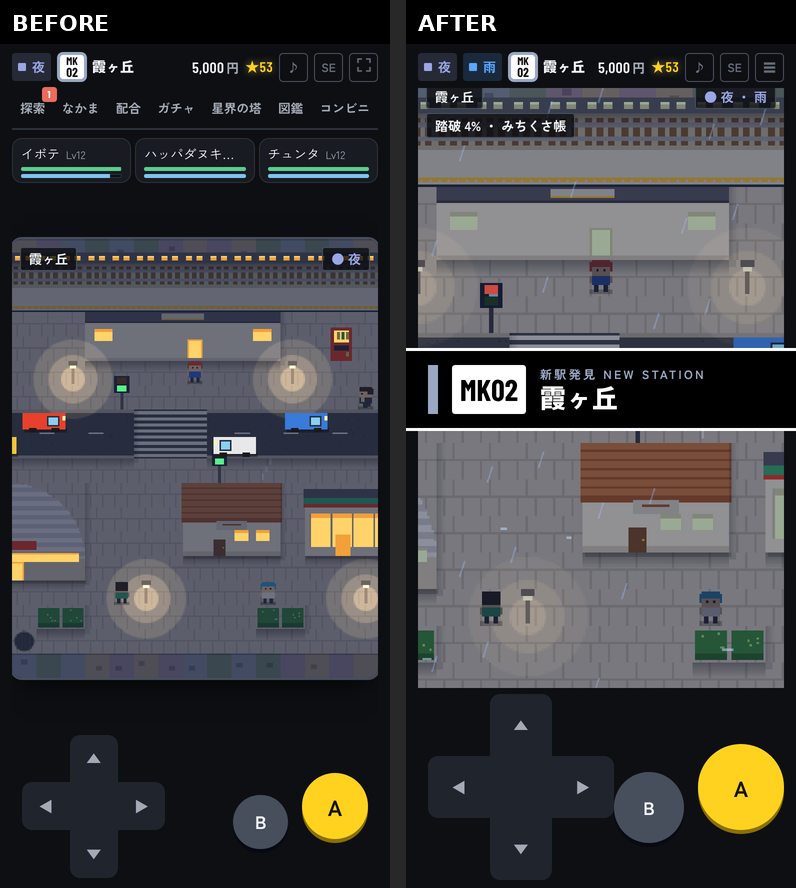 BEFORE
夜 MK02 霞ヶ丘 5,000円 ★53 ♪ SE
1
探索 なかま 配合 ガチャ 星界の塔 図鑑 コンビニ
イボテ Lv12 ハッパダヌキ… チュンタ Lv12
霞ヶ丘 夜
B A
AFTER
夜 雨 MK02 霞ヶ丘 5,000円 ★53 ♪ SE ≡
霞ヶ丘 夜・雨
踏破 4% ・ みちくさ帳
MK02
新駅発見 NEW STATION
霞ヶ丘
B A